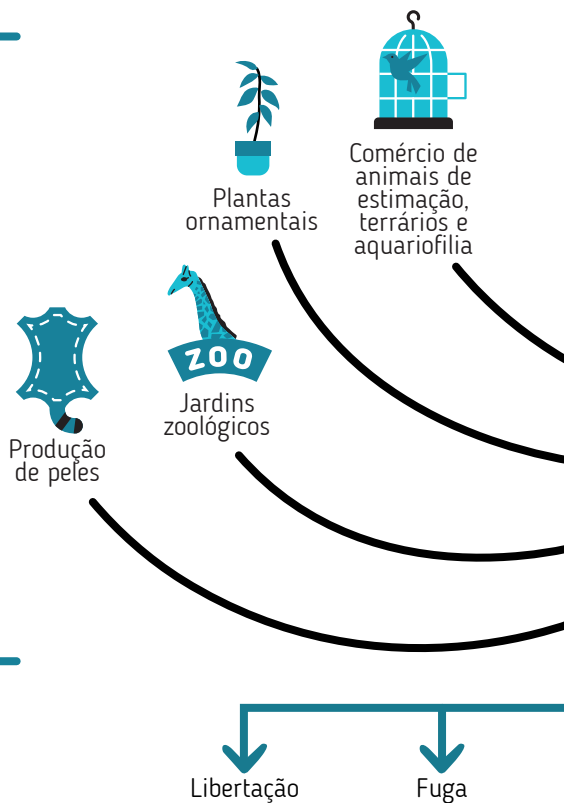 Comércio de
animais de
estimação,
terrários e
aquariofilia
Plantas
ornamentais
ZOO
Jardins
zoológicos
Produção
de peles
Libertação
Fuga